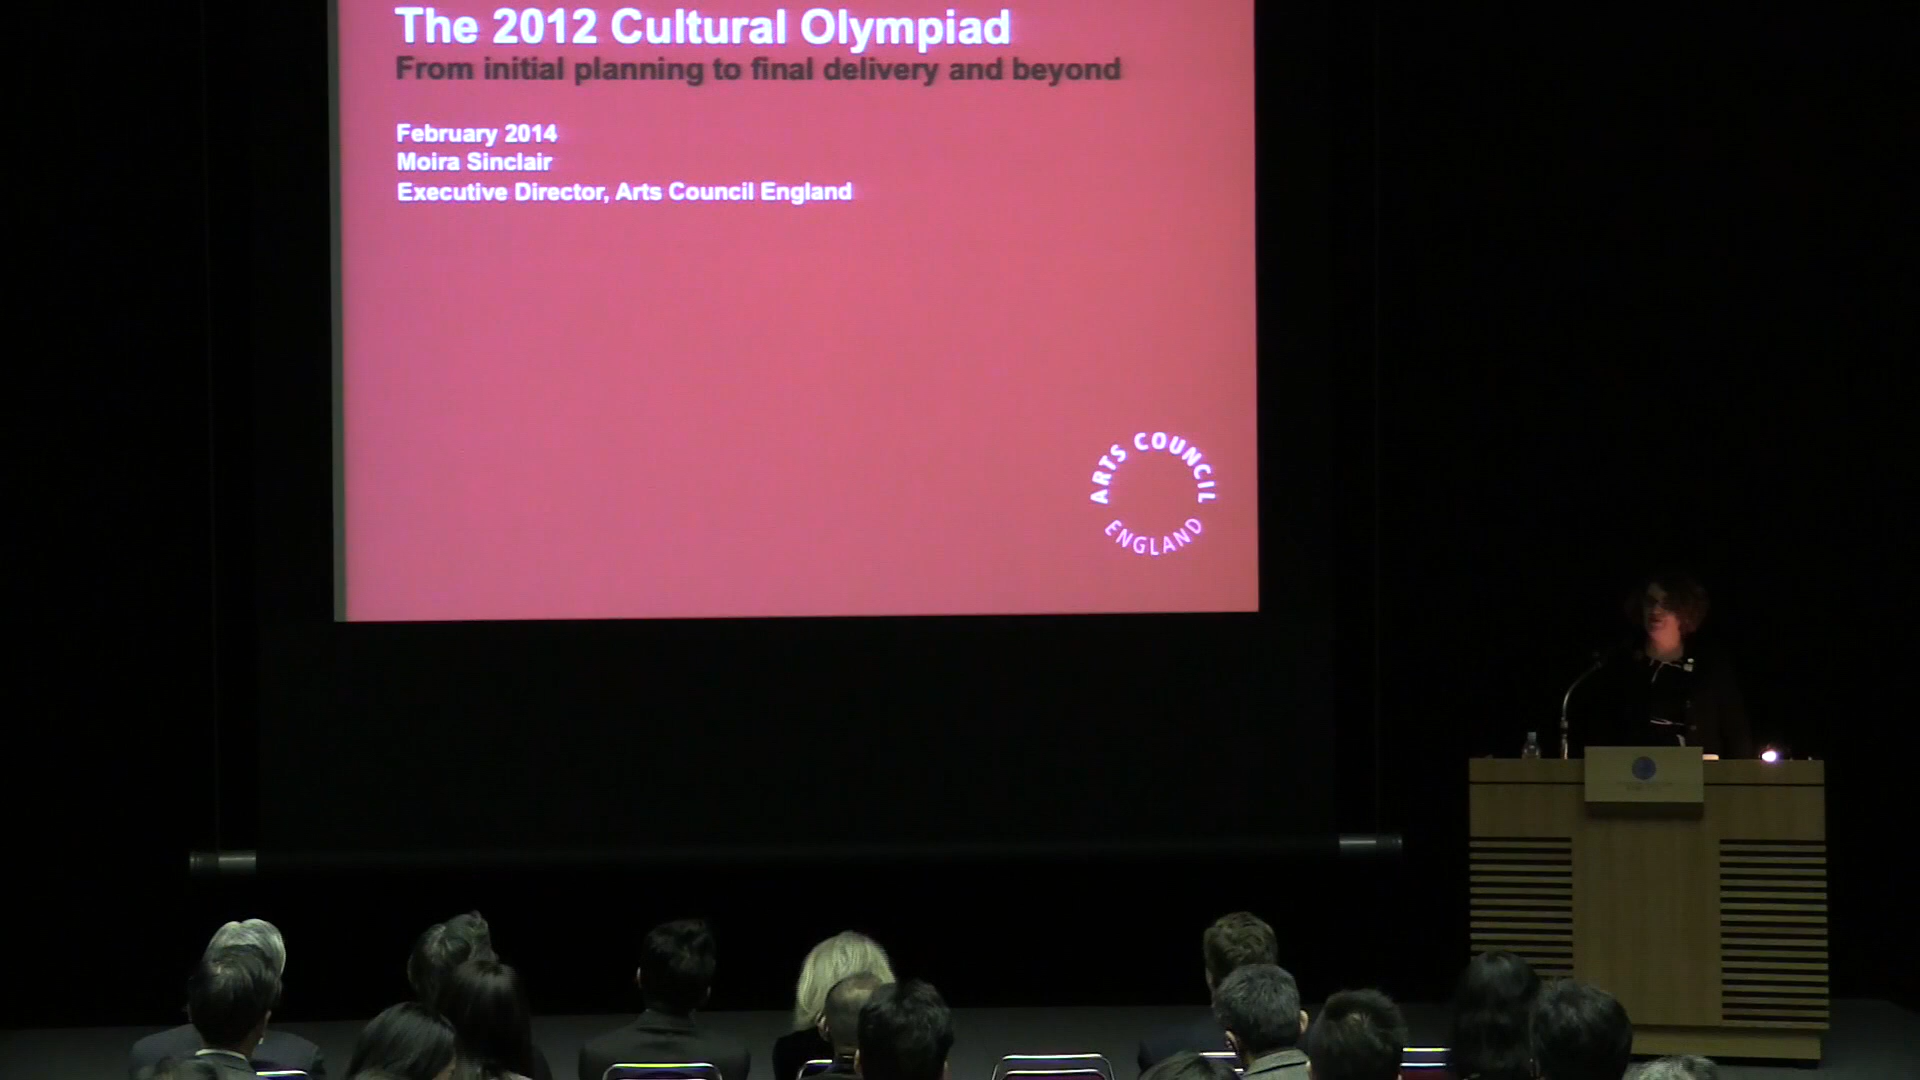 The 2012 Cultural Olympiad
From initial planning to final delivery and beyond
February 2014
Moira Sinclair
Executive Director, Arts Council England
ARTS COUNCIL
ENGLAND